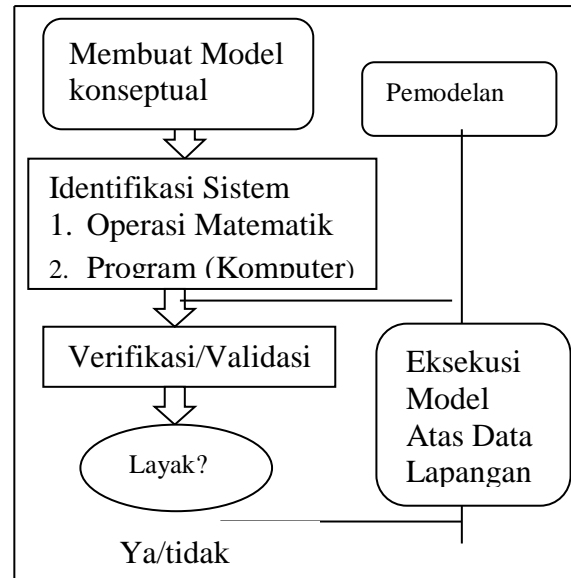 Membuat Model
konseptual
Pemodelan
Identifikasi Sistem
1. Operasi Matematik
2. Program (Komputer)
Verifikasi/Validasi
Eksekusi
Model
Atas Data
Lapangan
Layak?
Ya/tidak